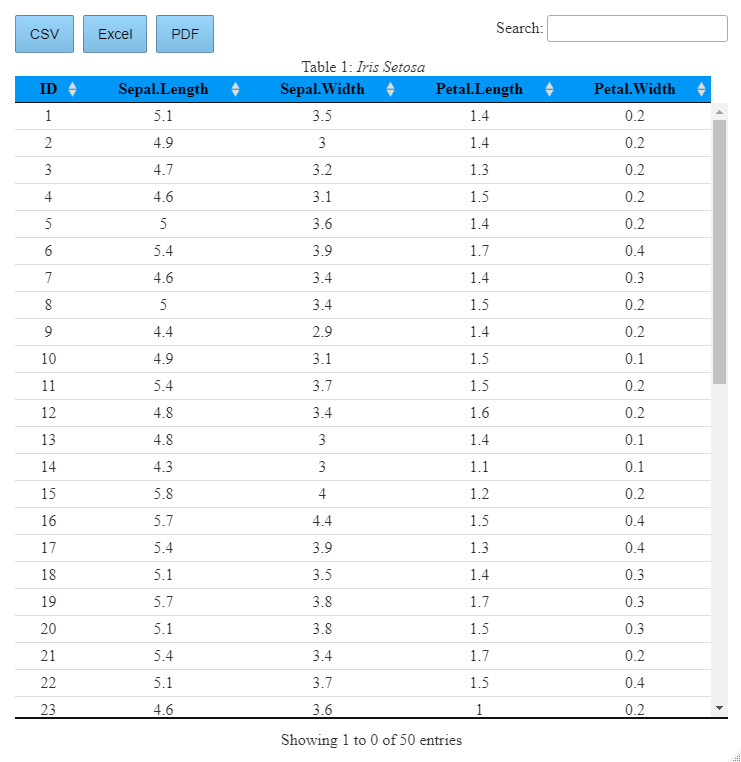 CSV Excel PDF Search:
Table 1: Iris Setosa
ID Sepal.Length Sepal.Width Petal.Length Petal.Width
1 5.1 3.5 1.4 0.2
2 4.9 3 1.4 0.2
3 4.7 3.2 1.3 0.2
4 4.6 3.1 1.5 0.2
5 5 3.6 1.4 0.2
6 5.4 3.9 1.7 0.4
7 4.6 3.4 1.4 0.3
8 5 3.4 1.5 0.2
9 4.4 2.9 1.4 0.2
10 4.9 3.1 1.5 0.1
11 5.4 3.7 1.5 0.2
12 4.8 3.4 1.6 0.2
13 4.8 3 1.4 0.1
14 4.3 3 1.1 0.1
15 5.8 4 1.2 0.2
16 5.7 4.4 1.5 0.4
17 5.4 3.9 1.3 0.4
18 5.1 3.5 1.4 0.3
19 5.7 3.8 1.7 0.3
20 5.1 3.8 1.5 0.3
21 5.4 3.4 1.7 0.2
22 5.1 3.7 1.5 0.4
23 4.6 3.6 1 0.2
Showing 1 to 0 of 50 entries